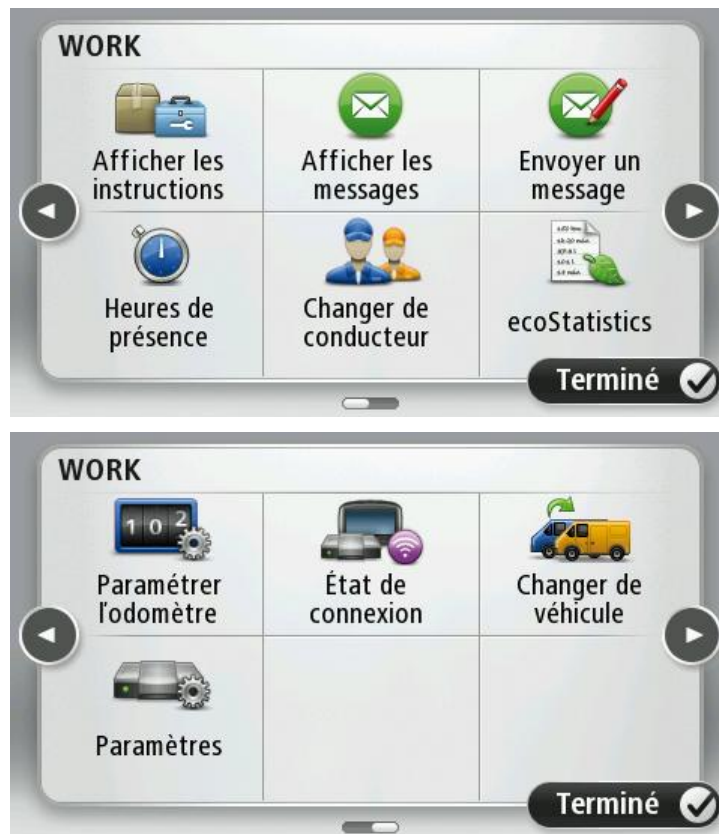 WORK
Afficher les
instructions
Afficher les
messages
Envoyer un
message
Heures de
présence
Changer de
conducteur
ecoStatistics
Terminé
WORK
102
Paramétrer
l'odomètre
État de
connexion
Changer de
véhicule
Paramètres
Terminé